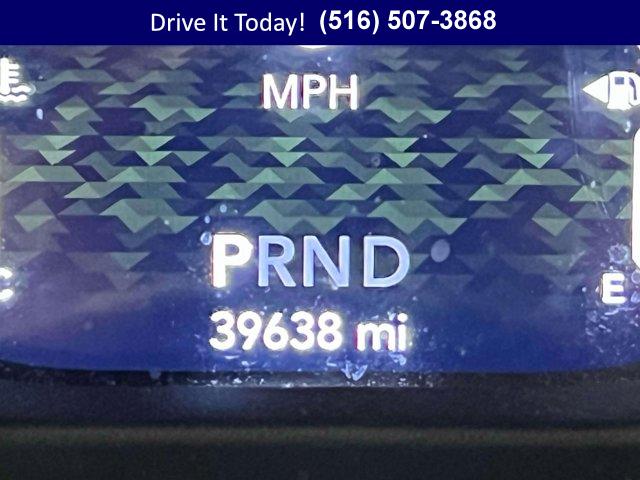 Drive It Today! (516) 507-3868
MPH
PRND
39638 mi
C
E